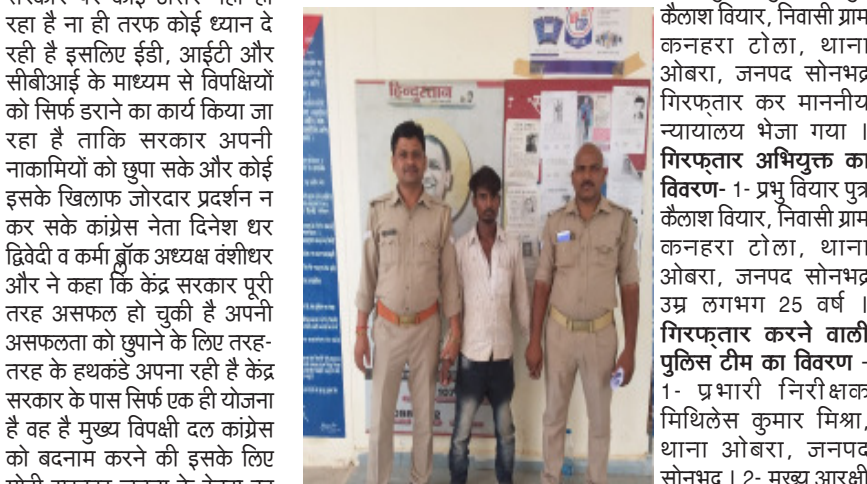 रहा है ना ही तरफ कोई ध्यान दे
रही है इसलिए ईडी, आईटी और
सीबीआई के माध्यम से विपक्षियों
को सिर्फ डराने का कार्य किया जा
रहा है ताकि सरकार अपनी
नाकामियों को छुपा सके और कोई
इसके खिलाफ जोरदार प्रदर्शन न
कर सके कांग्रेस नेता दिनेश धर
द्विवेदी व कर्मा ब्लॉक अध्यक्ष वंशीधर
और ने कहा कि केंद्र सरकार पूरी
तरह असफल हो चुकी है अपनी
असफलता को छुपाने के लिए तरह-
तरह के हथकंडे अपना रही है केंद्र
सरकार के पास सिर्फ एक ही योजना
है वह है मुख्य विपक्षी दल कांग्रेस
को बदनाम करने की इसके लिए
हिन्दुस्तान
कैलाश वियार, निवासी ग्राम
कनहरा टोला, थाना
ओबरा, जनपद सोनभद्र
गिरफ्तार कर माननीय
न्यायालय भेजा गया ।
गिरफ्तार अभियुक्त का
विवरण- 1- प्रभु वियार पुत्र
कैलाश वियार, निवासी ग्राम
कनहरा टोला, थाना
ओबरा, जनपद सोनभद्र
उम्र लगभग 25 वर्ष ।
गिरफ्तार करने वाली
पुलिस टीम का विवरण -
1- प्रभारी निरीक्षक
मिथिलेस कुमार मिश्रा,
थाना ओबरा, जनपद
सोनभद्र । 2- मुख्य आरक्षी